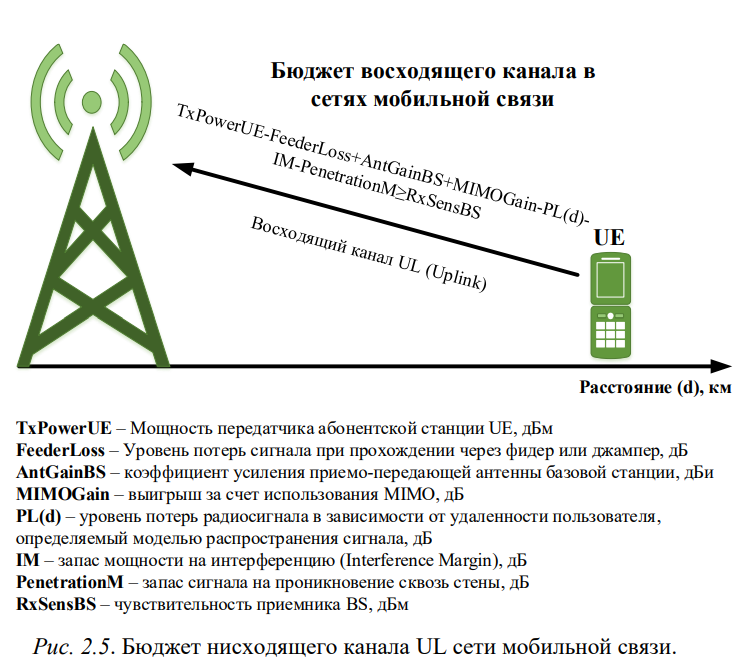 Бюджет восходящего канала в
сетях мобильной связи
TxPowerUE-FeederLoss+AntGainBS+MIMOGain-PL(d)-
IM-PenetrationM≥RxSensBS
Восходящий канал UL (Uplink)
UE
Расстояние (d), км
TxPowerUE – Мощность передатчика абонентской станции UE, дБм
FeederLoss – Уровень потерь сигнала при прохождении через фидер или джампер, дБ
AntGainBS – коэффициент усиления приемо-передающей антенны базовой станции, дБи
MIMOGain – выигрыш за счет использования MIMO, дБ
PL(d) – уровень потерь радиосигнала в зависимости от удаленности пользователя,
определяемый моделью распространения сигнала, дБ
IM – запас мощности на интерференцию (Interference Margin), дБ
PenetrationM – запас сигнала на проникновение сквозь стены, дБ
RxSensBS – чувствительность приемника BS, дБм
Рис. 2.5. Бюджет нисходящего канала UL сети мобильной связи.